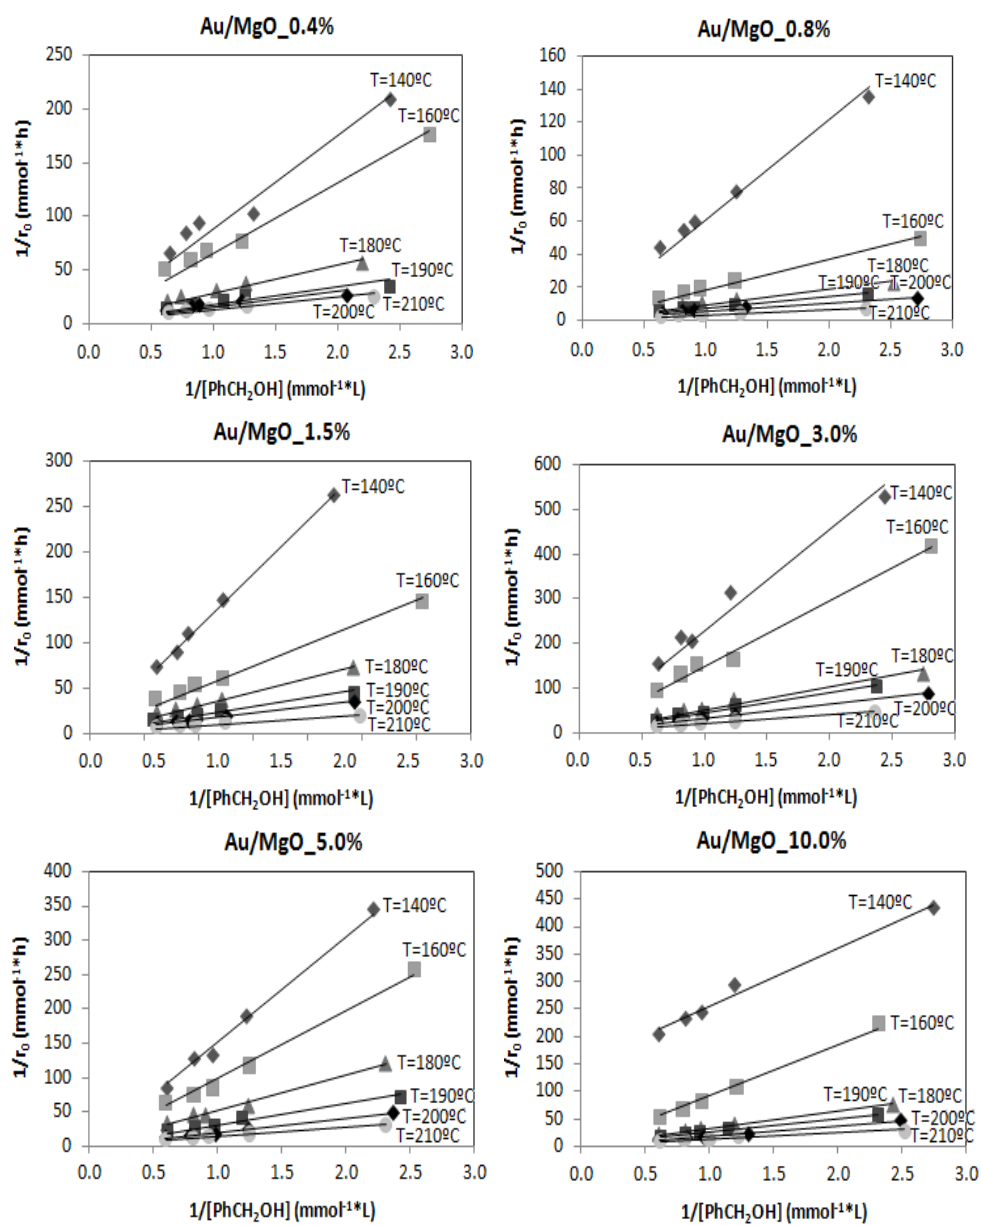 Au/MgO_0.4%
250
200
150
100
50
0
0.0 0.5 1.0 1.5 2.0 2.5 3.0
1/r₀ (mmol⁻¹*h)
1/[PhCH₂OH] (mmol⁻¹*L)
T=140ºC
T=160ºC
T=180ºC
T=190ºC
T=200ºC
T=210ºC
Au/MgO_0.8%
160
140
120
100
80
60
40
20
0
0.0 0.5 1.0 1.5 2.0 2.5 3.0
1/r₀ (mmol⁻¹*h)
1/[PhCH₂OH] (mmol⁻¹*L)
T=140ºC
T=160ºC
T=180ºC
T=190ºC
T=200ºC
T=210ºC
Au/MgO_1.5%
300
250
200
150
100
50
0
0.0 0.5 1.0 1.5 2.0 2.5 3.0
1/r₀ (mmol⁻¹*h)
1/[PhCH₂OH] (mmol⁻¹*L)
T=140ºC
T=160ºC
T=180ºC
T=190ºC
T=200ºC
T=210ºC
Au/MgO_3.0%
600
500
400
300
200
100
0
0.0 0.5 1.0 1.5 2.0 2.5 3.0
1/r₀ (mmol⁻¹*h)
1/[PhCH₂OH] (mmol⁻¹*L)
T=140ºC
T=160ºC
T=180ºC
T=190ºC
T=200ºC
T=210ºC
Au/MgO_5.0%
400
350
300
250
200
150
100
50
0
0.0 0.5 1.0 1.5 2.0 2.5 3.0
1/r₀ (mmol⁻¹*h)
1/[PhCH₂OH] (mmol⁻¹*L)
T=140ºC
T=160ºC
T=180ºC
T=190ºC
T=200ºC
T=210ºC
Au/MgO_10.0%
500
450
400
350
300
250
200
150
100
50
0
0.0 0.5 1.0 1.5 2.0 2.5 3.0
1/r₀ (mmol⁻¹*h)
1/[PhCH₂OH] (mmol⁻¹*L)
T=140ºC
T=160ºC
T=190ºC
T=180ºC
T=200ºC
T=210ºC